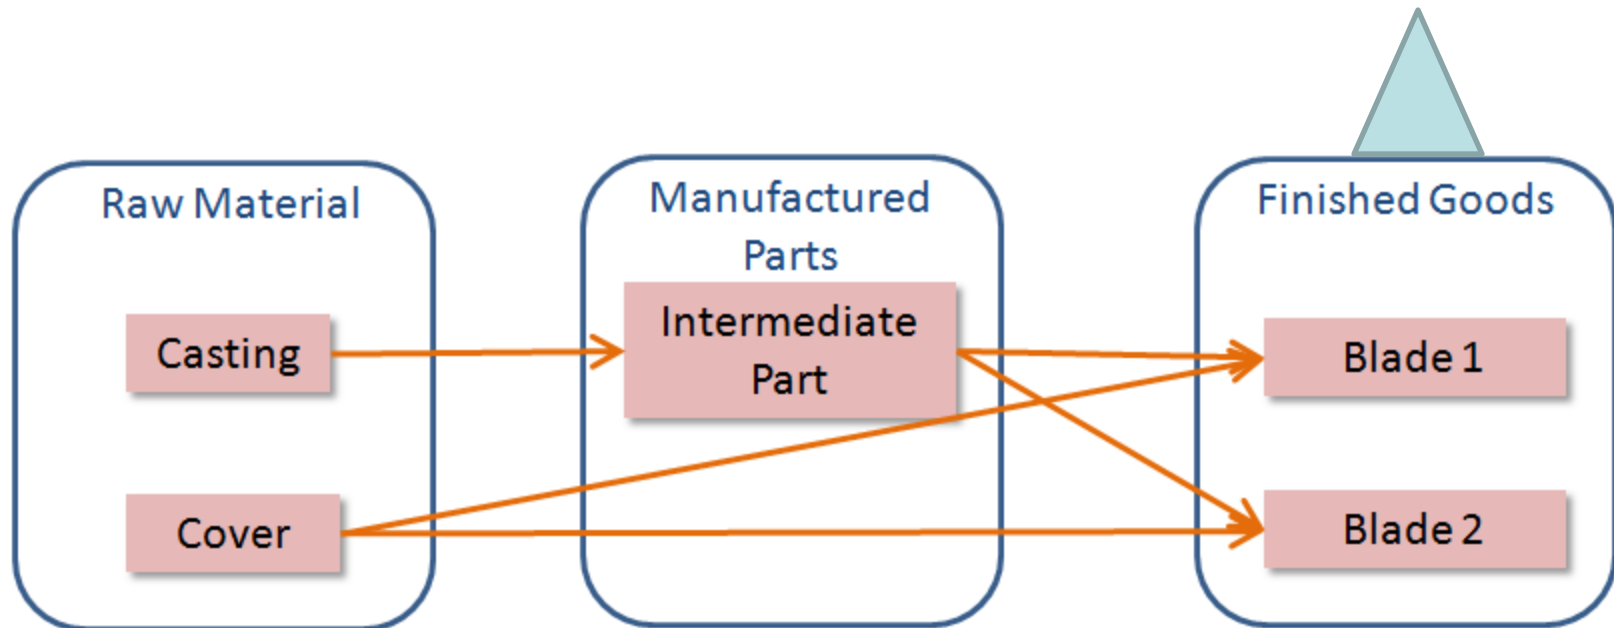 Raw Material
Casting
Cover
Manufactured
Parts
Intermediate
Part
Finished Goods
Blade 1
Blade 2